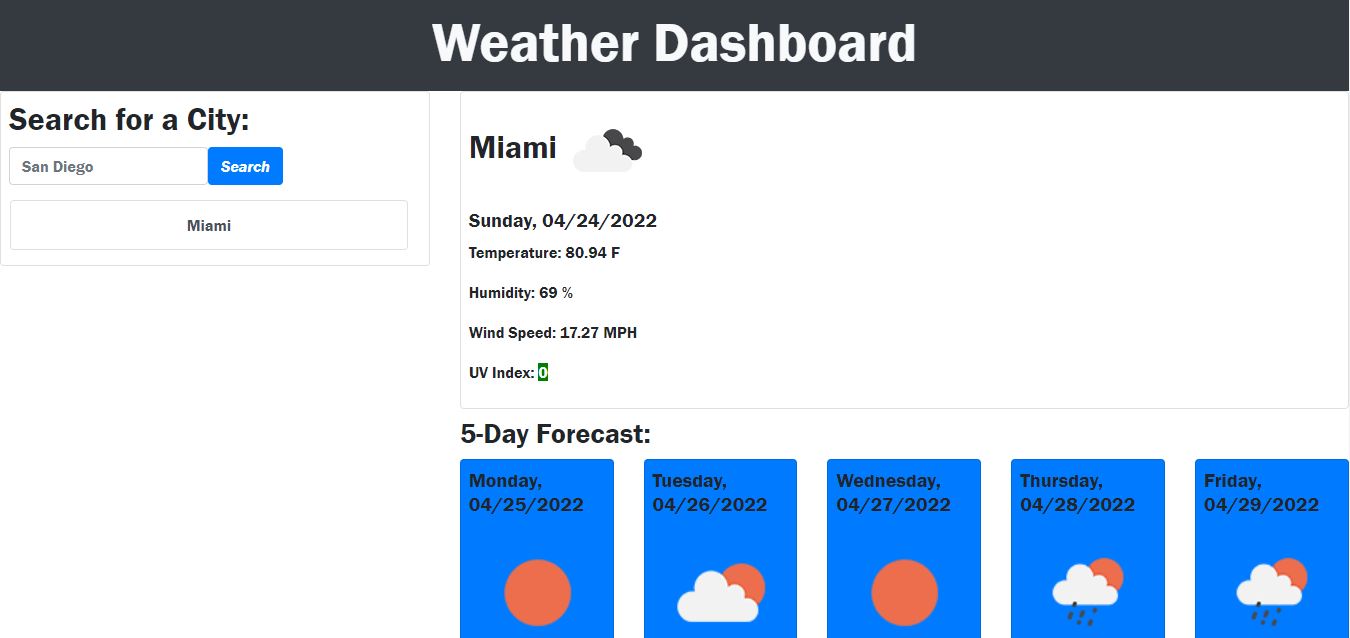 Weather Dashboard
Search for a City:
San Diego
Search
Miami
Miami
Sunday, 04/24/2022
Temperature: 80.94 F
Humidity: 69 %
Wind Speed: 17.27 MPH
UV Index: 0
5-Day Forecast:
Monday,
04/25/2022
Tuesday,
04/26/2022
Wednesday,
04/27/2022
Thursday,
04/28/2022
Friday,
04/29/2022